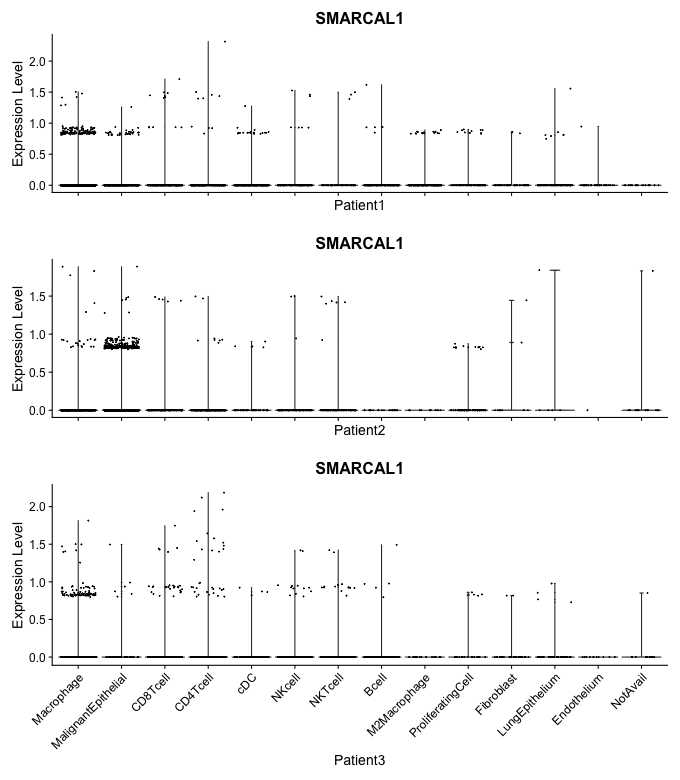 SMARCAL1
Expression Level
2.0
1.5
1.0
0.5
0.0
Patient1
SMARCAL1
Expression Level
1.5
1.0
0.5
0.0
Patient2
SMARCAL1
Expression Level
2.0
1.5
1.0
0.5
0.0
Macrophage
MalignantEpithelial
CD8Tcell
CD4Tcell
cDC
NKcell
NKTcell
Bcell
M2Macrophage
ProliferatingCell
Fibroblast
LungEpithelium
Endothelium
NotAvail
Patient3